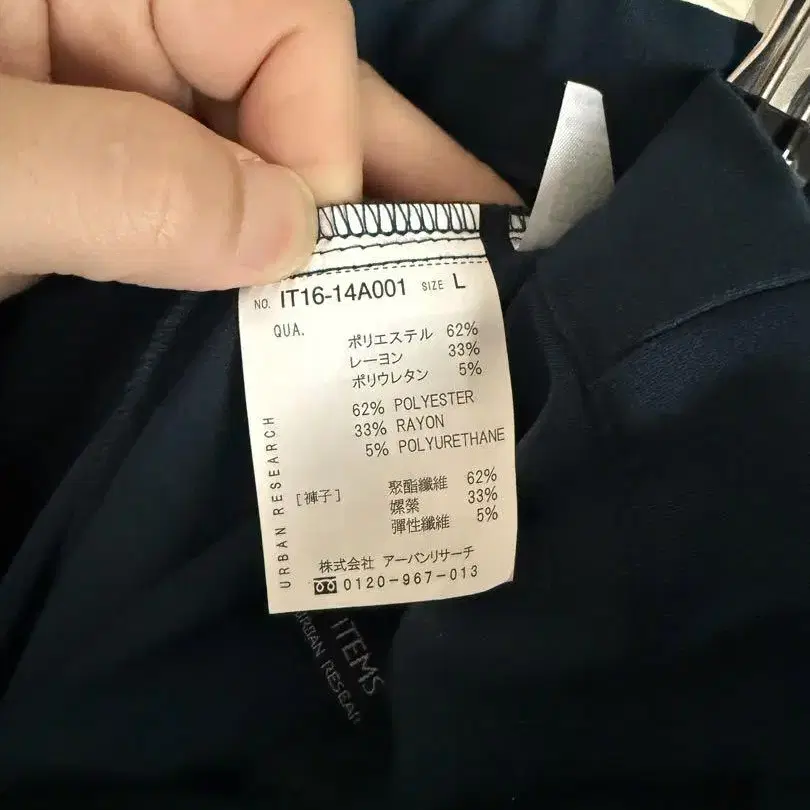 NO. IT16-14A001 SIZE L
QUA.
ポリエステル 62%
レーヨン 33%
ポリウレタン 5%
62% POLYESTER
33% RAYON
5% POLYURETHANE
[褲子]
聚酯纖維 62%
嫘縈 33%
彈性纖維 5%
URBAN RESEARCH
株式会社 アーバンリサーチ
0120-967-013
ITEMS
URBAN RESEAR